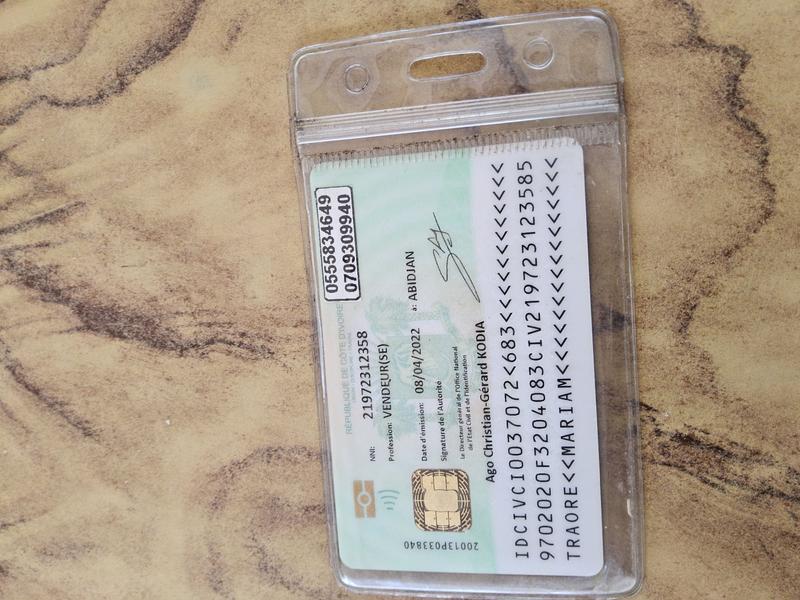 0555834649
0709309940
RÉPUBLIQUE DE CÔTE D'IVOIRE
NNI: 21972312358
Profession: VENDEUR(SE)
Date d'émission: 08/04/2022 à: ABIDJAN
Signature de l'Autorité
Le Directeur général de l'Office National
de l'Etat Civil et de l'Identification
Ago Christian-Gérard KODIA
20013P033840
IDCIVCI0037072<683<<<<<<<<<<<<
9702020F3204083CIV219723123585
TRAORE<<MARIAM<<<<<<<<<<<<<<<<